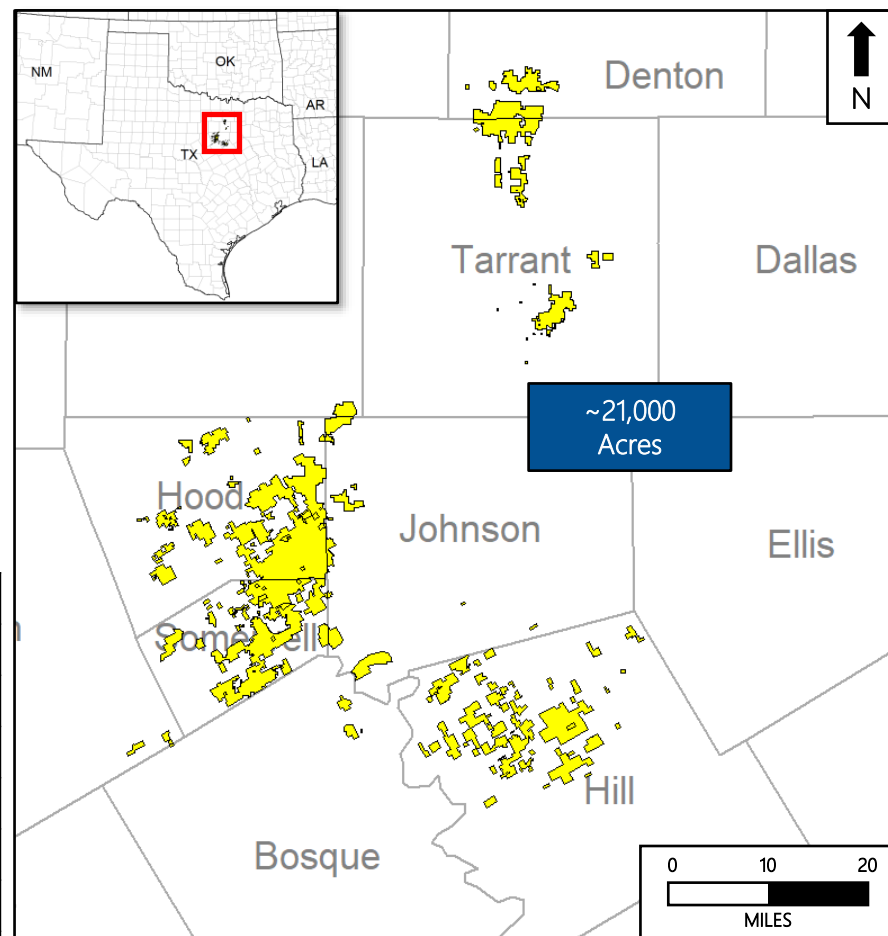 NM
OK
AR
TX
LA
N
Denton
Tarrant
Dallas
~21,000
Acres
Hood
Johnson
Ellis
Somervell
Hill
Bosque
0 10 20
MILES